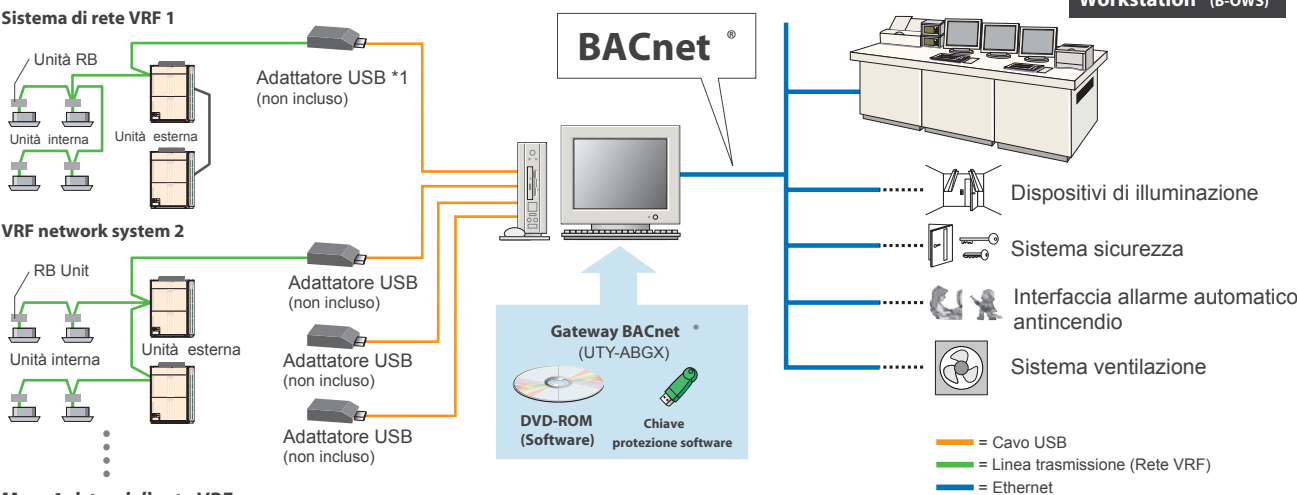 Workstation (B-OWS)
Sistema di rete VRF 1
BACnet ®
Unità RB
Adattatore USB *1
(non incluso)
Unità interna
Unità esterna
Dispositivi di illuminazione
VRF network system 2
Sistema sicurezza
RB Unit
Adattatore USB
(non incluso)
Interfaccia allarme automatico
antincendio
Gateway BACnet ®
(UTY-ABGX)
Unità interna
Unità esterna
Adattatore USB
(non incluso)
Sistema ventilazione
DVD-ROM
(Software)
Chiave
protezione software
Adattatore USB
(non incluso)
= Cavo USB
= Linea trasmissione (Rete VRF)
= Ethernet